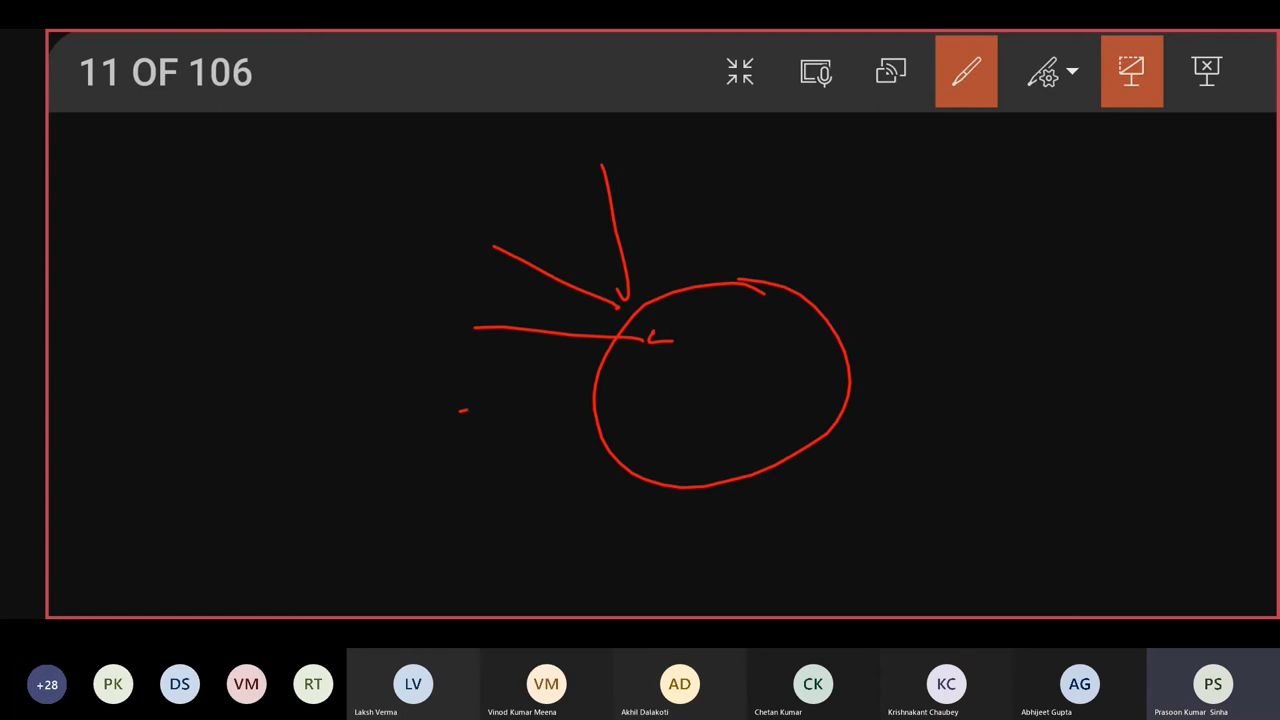 11 OF 106
+28
PK
DS
VM
RT
LV
Laksh Verma
VM
Vinod Kumar Meena
AD
Akhil Dalakoti
CK
Chetan Kumar
KC
Krishnakant Chaubey
AG
Abhijeet Gupta
PS
Prasoon Kumar Sinha